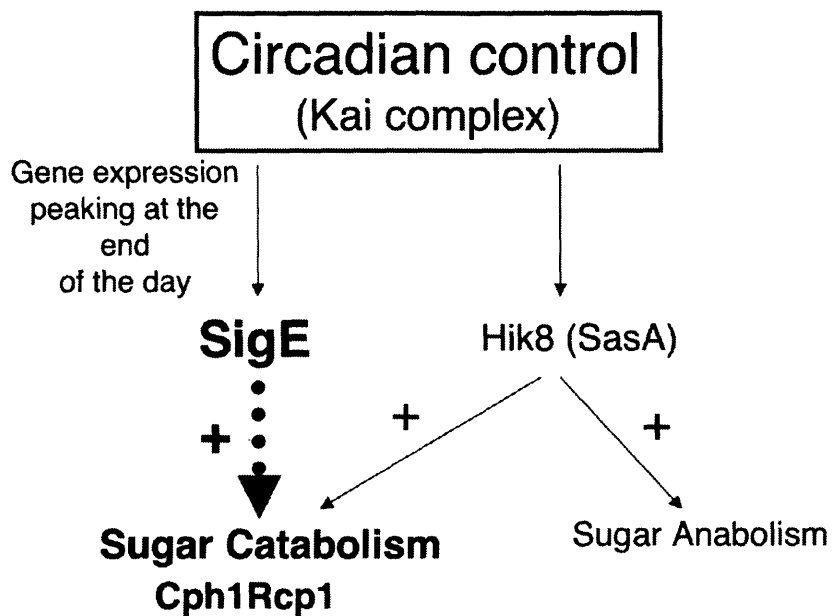 Circadian control
(Kai complex)
Gene expression
peaking at the
end
of the day
SigE
Hik8 (SasA)
+
+
+
Sugar Catabolism
Cph1Rcp1
Sugar Anabolism